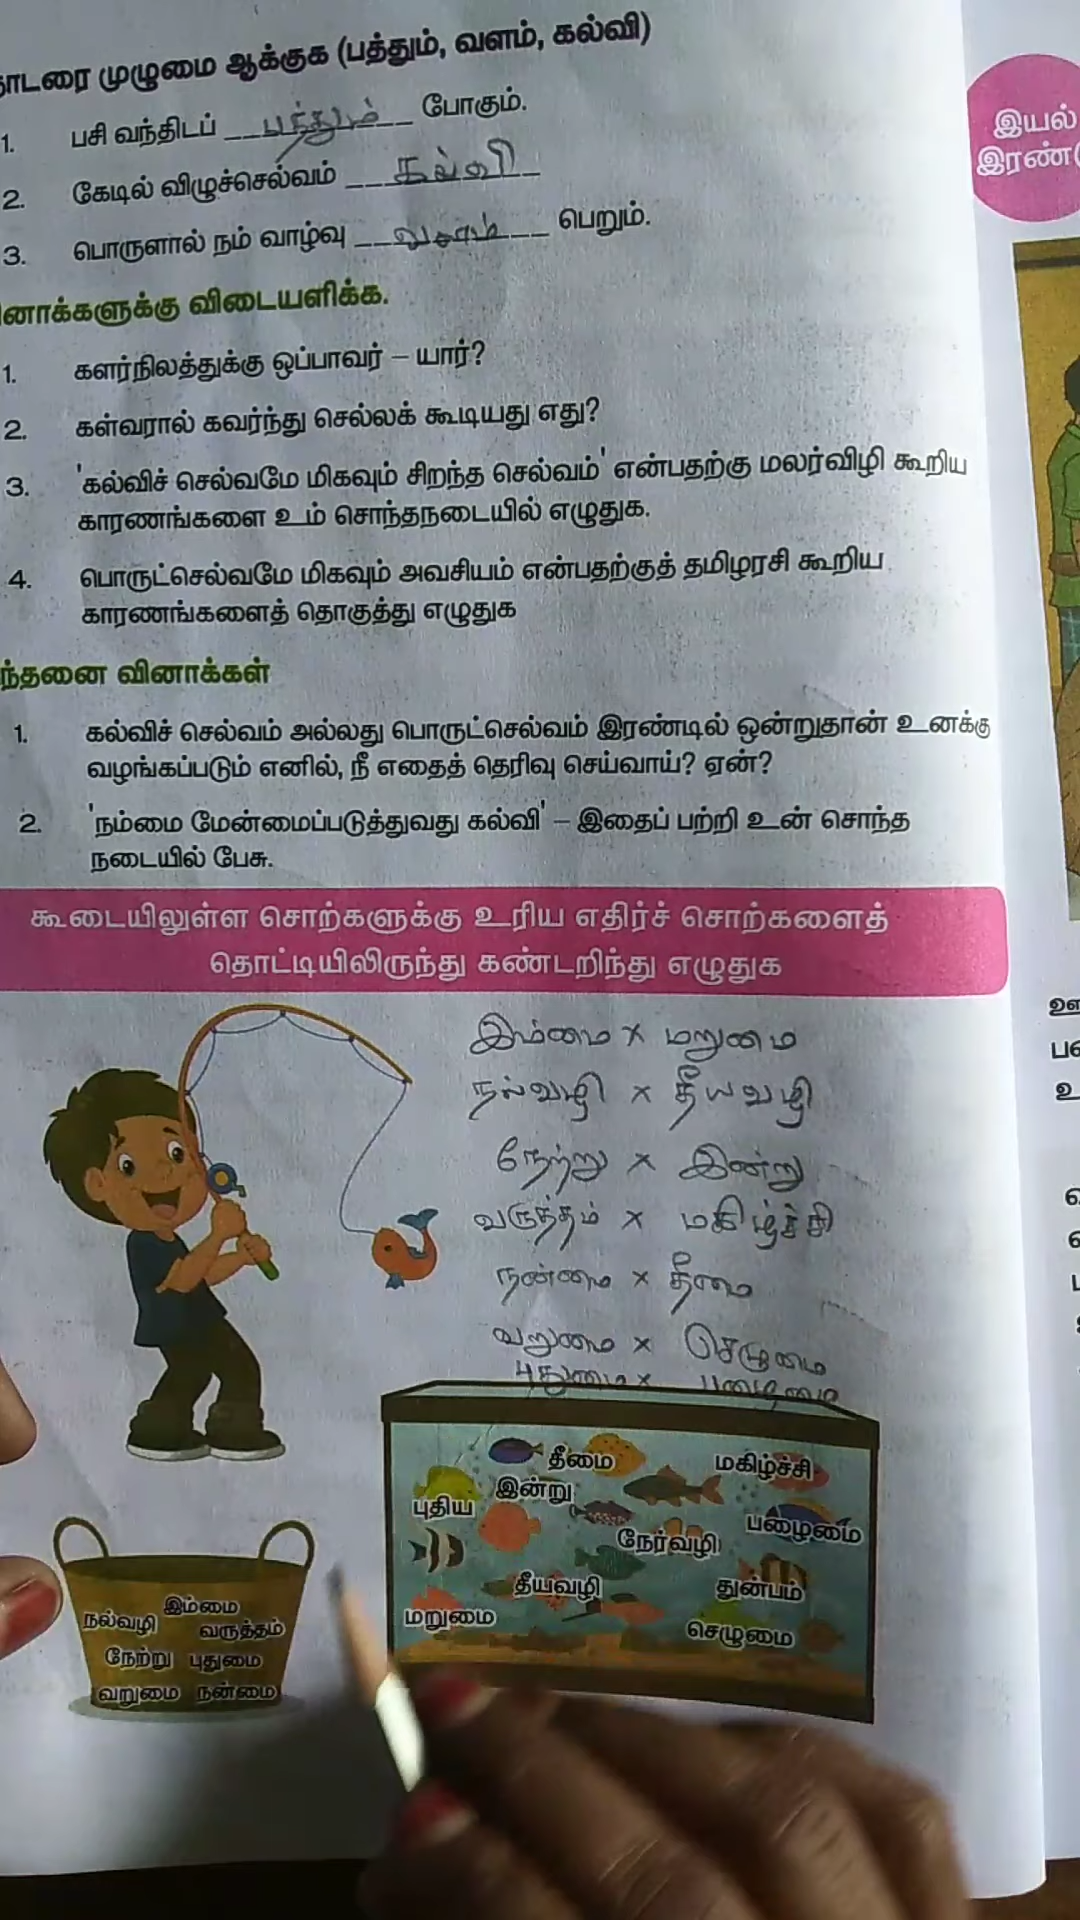 முழுமை ஆக்குக (பத்தும், வளம், கல்வி)
1. பசி வந்திடப் பத்தும் போகும்.
2. கேடில் விழுச்செல்வம் கல்வி
3. பொருளால் நம் வாழ்வு வளம் பெறும்.
னாக்களுக்கு விடையளிக்க.
1. களர்நிலத்துக்கு ஒப்பாவர் – யார்?
2. கள்வரால் கவர்ந்து செல்லக் கூடியது எது?
3. 'கல்விச் செல்வமே மிகவும் சிறந்த செல்வம்' என்பதற்கு மலர்விழி கூறிய
காரணங்களை உம் சொந்தநடையில் எழுதுக.
4. பொருட்செல்வமே மிகவும் அவசியம் என்பதற்குத் தமிழரசி கூறிய
காரணங்களைத் தொகுத்து எழுதுக
ந்தனை வினாக்கள்
1. கல்விச் செல்வம் அல்லது பொருட்செல்வம் இரண்டில் ஒன்றுதான் உனக்கு
வழங்கப்படும் எனில், நீ எதைத் தெரிவு செய்வாய்? ஏன்?
2. 'நம்மை மேன்மைப்படுத்துவது கல்வி' – இதைப் பற்றி உன் சொந்த
நடையில் பேசு.
கூடையிலுள்ள சொற்களுக்கு உரிய எதிர்ச் சொற்களைத்
தொட்டியிலிருந்து கண்டறிந்து எழுதுக
இம்மை x மறுமை
நல்வழி x தீயவழி
நேற்று x இன்று
வருத்தம் x மகிழ்ச்சி
நன்மை x தீமை
வறுமை x செழுமை
புதுமை x பழைமை
தீமை மகிழ்ச்சி
புதிய இன்று
நேர்வழி பழைமை
தீயவழி துன்பம்
மறுமை செழுமை
இம்மை
நல்வழி வருத்தம்
நேற்று புதுமை
வறுமை நன்மை
இயல்